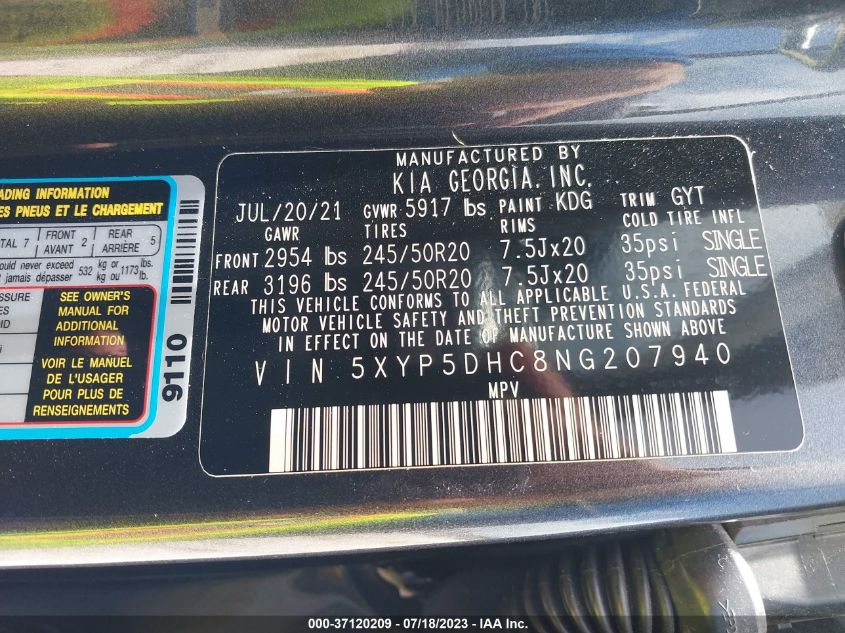 ADING INFORMATION
ES PNEUS ET LE CHARGEMENT
TAL 7 FRONT AVANT 2 REAR ARRIÈRE 5
ould never exceed 532 kg or 1173 lbs.
t jamais dépasser kg ou lb.
ESSURE
SEE OWNER'S
MANUAL FOR
ADDITIONAL
INFORMATION
VOIR LE MANUEL
DE L'USAGER
POUR PLUS DE
RENSEIGNEMENTS
9110
MANUFACTURED BY
KIA GEORGIA. INC.
JUL/20/21 GVWR 5917 lbs PAINT KDG TRIM GYT
GAWR TIRES RIMS COLD TIRE INFL
FRONT 2954 lbs 245/50R20 7.5Jx20 35psi SINGLE
REAR 3196 lbs 245/50R20 7.5Jx20 35psi SINGLE
THIS VEHICLE CONFORMS TO ALL APPLICABLE U.S.A. FEDERAL
MOTOR VEHICLE SAFETY AND THEFT PREVENTION STANDARDS
IN EFFECT ON THE DATE OF MANUFACTURE SHOWN ABOVE
VIN 5XYP5DHC8NG207940
MPV
000-37120209 - 07/18/2023 - IAA Inc.